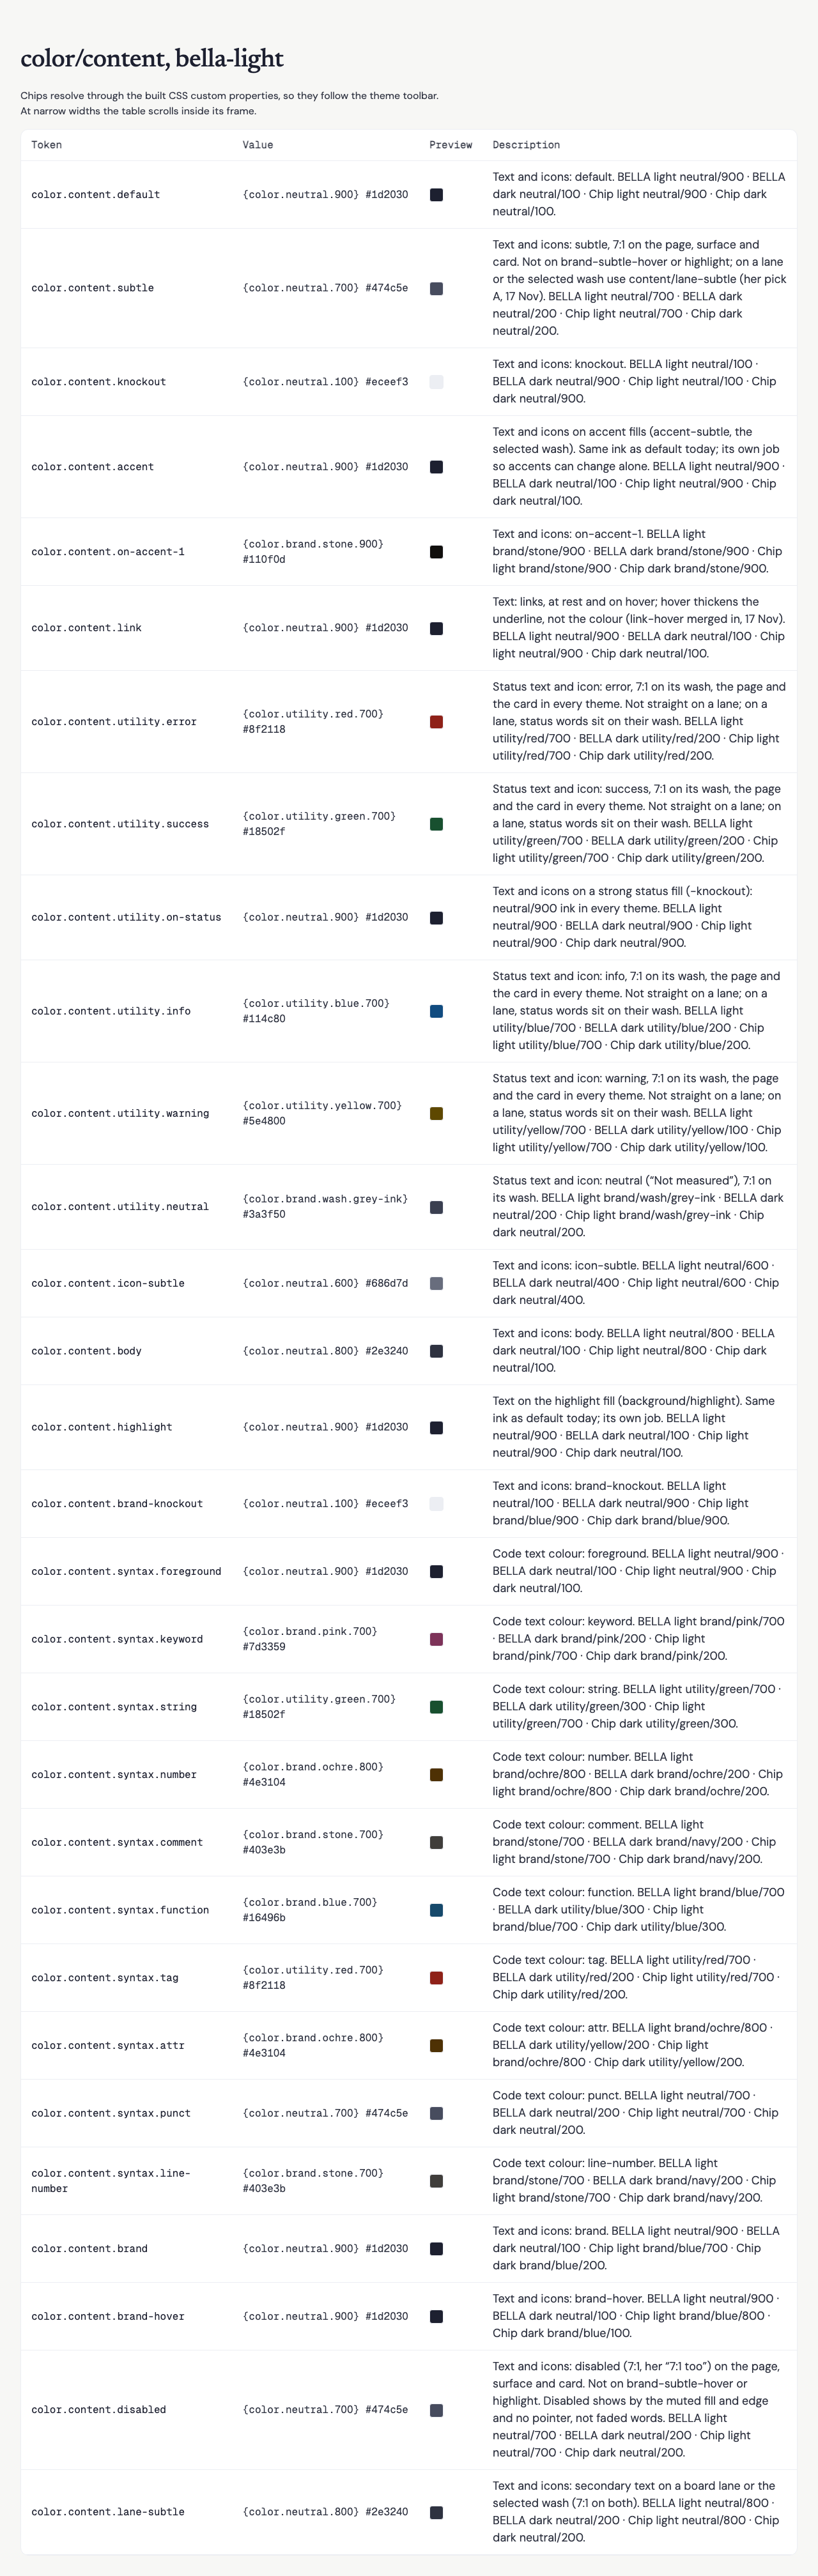 color/content, bella-light
Chips resolve through the built CSS custom properties, so they follow the theme toolbar.
At narrow widths the table scrolls inside its frame.
Token Value Preview Description
color.content.default {color.neutral.900} #1d2030
Text and icons: default. BELLA light neutral/900 · BELLA
dark neutral/100 · Chip light neutral/900 · Chip dark
neutral/100.
color.content.subtle {color.neutral.700} #474c5e
Text and icons: subtle, 7:1 on the page, surface and
card. Not on brand-subtle-hover or highlight; on a lane
or the selected wash use content/lane-subtle (her pick
A, 17 Nov). BELLA light neutral/700 · BELLA dark
neutral/200 · Chip light neutral/700 · Chip dark
neutral/200.
color.content.knockout {color.neutral.100} #eceef3
Text and icons: knockout. BELLA light neutral/100 ·
BELLA dark neutral/900 · Chip light neutral/100 · Chip
dark neutral/900.
color.content.accent {color.neutral.900} #1d2030
Text and icons on accent fills (accent-subtle, the
selected wash). Same ink as default today; its own job
so accents can change alone. BELLA light neutral/900 ·
BELLA dark neutral/100 · Chip light neutral/900 · Chip
dark neutral/100.
color.content.on-accent-1 {color.brand.stone.900}
#110f0d
Text and icons: on-accent-1. BELLA light
brand/stone/900 · BELLA dark brand/stone/900 · Chip
light brand/stone/900 · Chip dark brand/stone/900.
color.content.link {color.neutral.900} #1d2030
Text: links, at rest and on hover; hover thickens the
underline, not the colour (link-hover merged in, 17 Nov).
BELLA light neutral/900 · BELLA dark neutral/100 · Chip
light neutral/900 · Chip dark neutral/100.
color.content.utility.error {color.utility.red.700}
#8f2118
Status text and icon: error, 7:1 on its wash, the page and
the card in every theme. Not straight on a lane; on a
lane, status words sit on their wash. BELLA light
utility/red/700 · BELLA dark utility/red/200 · Chip light
utility/red/700 · Chip dark utility/red/200.
color.content.utility.success {color.utility.green.700}
#18502f
Status text and icon: success, 7:1 on its wash, the page
and the card in every theme. Not straight on a lane; on
a lane, status words sit on their wash. BELLA light
utility/green/700 · BELLA dark utility/green/200 · Chip
light utility/green/700 · Chip dark utility/green/200.
color.content.utility.on-status {color.neutral.900} #1d2030
Text and icons on a strong status fill (-knockout):
neutral/900 ink in every theme. BELLA light
neutral/900 · BELLA dark neutral/900 · Chip light
neutral/900 · Chip dark neutral/900.
color.content.utility.info {color.utility.blue.700}
#114c80
Status text and icon: info, 7:1 on its wash, the page and
the card in every theme. Not straight on a lane; on a
lane, status words sit on their wash. BELLA light
utility/blue/700 · BELLA dark utility/blue/200 · Chip
light utility/blue/700 · Chip dark utility/blue/200.
color.content.utility.warning {color.utility.yellow.700}
#5e4800
Status text and icon: warning, 7:1 on its wash, the page
and the card in every theme. Not straight on a lane; on
a lane, status words sit on their wash. BELLA light
utility/yellow/700 · BELLA dark utility/yellow/100 · Chip
light utility/yellow/700 · Chip dark utility/yellow/100.
color.content.utility.neutral {color.brand.wash.grey-ink}
#3a3f50
Status text and icon: neutral (“Not measured”), 7:1 on
its wash. BELLA light brand/wash/grey-ink · BELLA dark
neutral/200 · Chip light brand/wash/grey-ink · Chip
dark neutral/200.
color.content.icon-subtle {color.neutral.600} #686d7d
Text and icons: icon-subtle. BELLA light neutral/600 ·
BELLA dark neutral/400 · Chip light neutral/600 · Chip
dark neutral/400.
color.content.body {color.neutral.800} #2e3240
Text and icons: body. BELLA light neutral/800 · BELLA
dark neutral/100 · Chip light neutral/800 · Chip dark
neutral/100.
color.content.highlight {color.neutral.900} #1d2030
Text on the highlight fill (background/highlight). Same
ink as default today; its own job. BELLA light
neutral/900 · BELLA dark neutral/100 · Chip light
neutral/900 · Chip dark neutral/100.
color.content.brand-knockout {color.neutral.100} #eceef3
Text and icons: brand-knockout. BELLA light
neutral/100 · BELLA dark neutral/900 · Chip light
brand/blue/900 · Chip dark brand/blue/900.
color.content.syntax.foreground {color.neutral.900} #1d2030
Code text colour: foreground. BELLA light neutral/900 ·
BELLA dark neutral/100 · Chip light neutral/900 · Chip
dark neutral/100.
color.content.syntax.keyword {color.brand.pink.700}
#7d3359
Code text colour: keyword. BELLA light brand/pink/700
· BELLA dark brand/pink/200 · Chip light
brand/pink/700 · Chip dark brand/pink/200.
color.content.syntax.string {color.utility.green.700}
#18502f
Code text colour: string. BELLA light utility/green/700 ·
BELLA dark utility/green/300 · Chip light
utility/green/700 · Chip dark utility/green/300.
color.content.syntax.number {color.brand.ochre.800}
#4e3104
Code text colour: number. BELLA light
brand/ochre/800 · BELLA dark brand/ochre/200 · Chip
light brand/ochre/800 · Chip dark brand/ochre/200.
color.content.syntax.comment {color.brand.stone.700}
#403e3b
Code text colour: comment. BELLA light
brand/stone/700 · BELLA dark brand/navy/200 · Chip
light brand/stone/700 · Chip dark brand/navy/200.
color.content.syntax.function {color.brand.blue.700}
#16496b
Code text colour: function. BELLA light brand/blue/700
· BELLA dark utility/blue/300 · Chip light
brand/blue/700 · Chip dark utility/blue/300.
color.content.syntax.tag {color.utility.red.700}
#8f2118
Code text colour: tag. BELLA light utility/red/700 ·
BELLA dark utility/red/200 · Chip light utility/red/700 ·
Chip dark utility/red/200.
color.content.syntax.attr {color.brand.ochre.800}
#4e3104
Code text colour: attr. BELLA light brand/ochre/800 ·
BELLA dark utility/yellow/200 · Chip light
brand/ochre/800 · Chip dark utility/yellow/200.
color.content.syntax.punct {color.neutral.700} #474c5e
Code text colour: punct. BELLA light neutral/700 ·
BELLA dark neutral/200 · Chip light neutral/700 · Chip
dark neutral/200.
color.content.syntax.line-
number
{color.brand.stone.700}
#403e3b
Code text colour: line-number. BELLA light
brand/stone/700 · BELLA dark brand/navy/200 · Chip
light brand/stone/700 · Chip dark brand/navy/200.
color.content.brand {color.neutral.900} #1d2030
Text and icons: brand. BELLA light neutral/900 · BELLA
dark neutral/100 · Chip light brand/blue/700 · Chip
dark brand/blue/200.
color.content.brand-hover {color.neutral.900} #1d2030
Text and icons: brand-hover. BELLA light neutral/900 ·
BELLA dark neutral/100 · Chip light brand/blue/800 ·
Chip dark brand/blue/100.
color.content.disabled {color.neutral.700} #474c5e
Text and icons: disabled (7:1, her “7:1 too”) on the page,
surface and card. Not on brand-subtle-hover or
highlight. Disabled shows by the muted fill and edge
and no pointer, not faded words. BELLA light
neutral/700 · BELLA dark neutral/200 · Chip light
neutral/700 · Chip dark neutral/200.
color.content.lane-subtle {color.neutral.800} #2e3240
Text and icons: secondary text on a board lane or the
selected wash (7:1 on both). BELLA light neutral/800 ·
BELLA dark neutral/200 · Chip light neutral/800 · Chip
dark neutral/200.